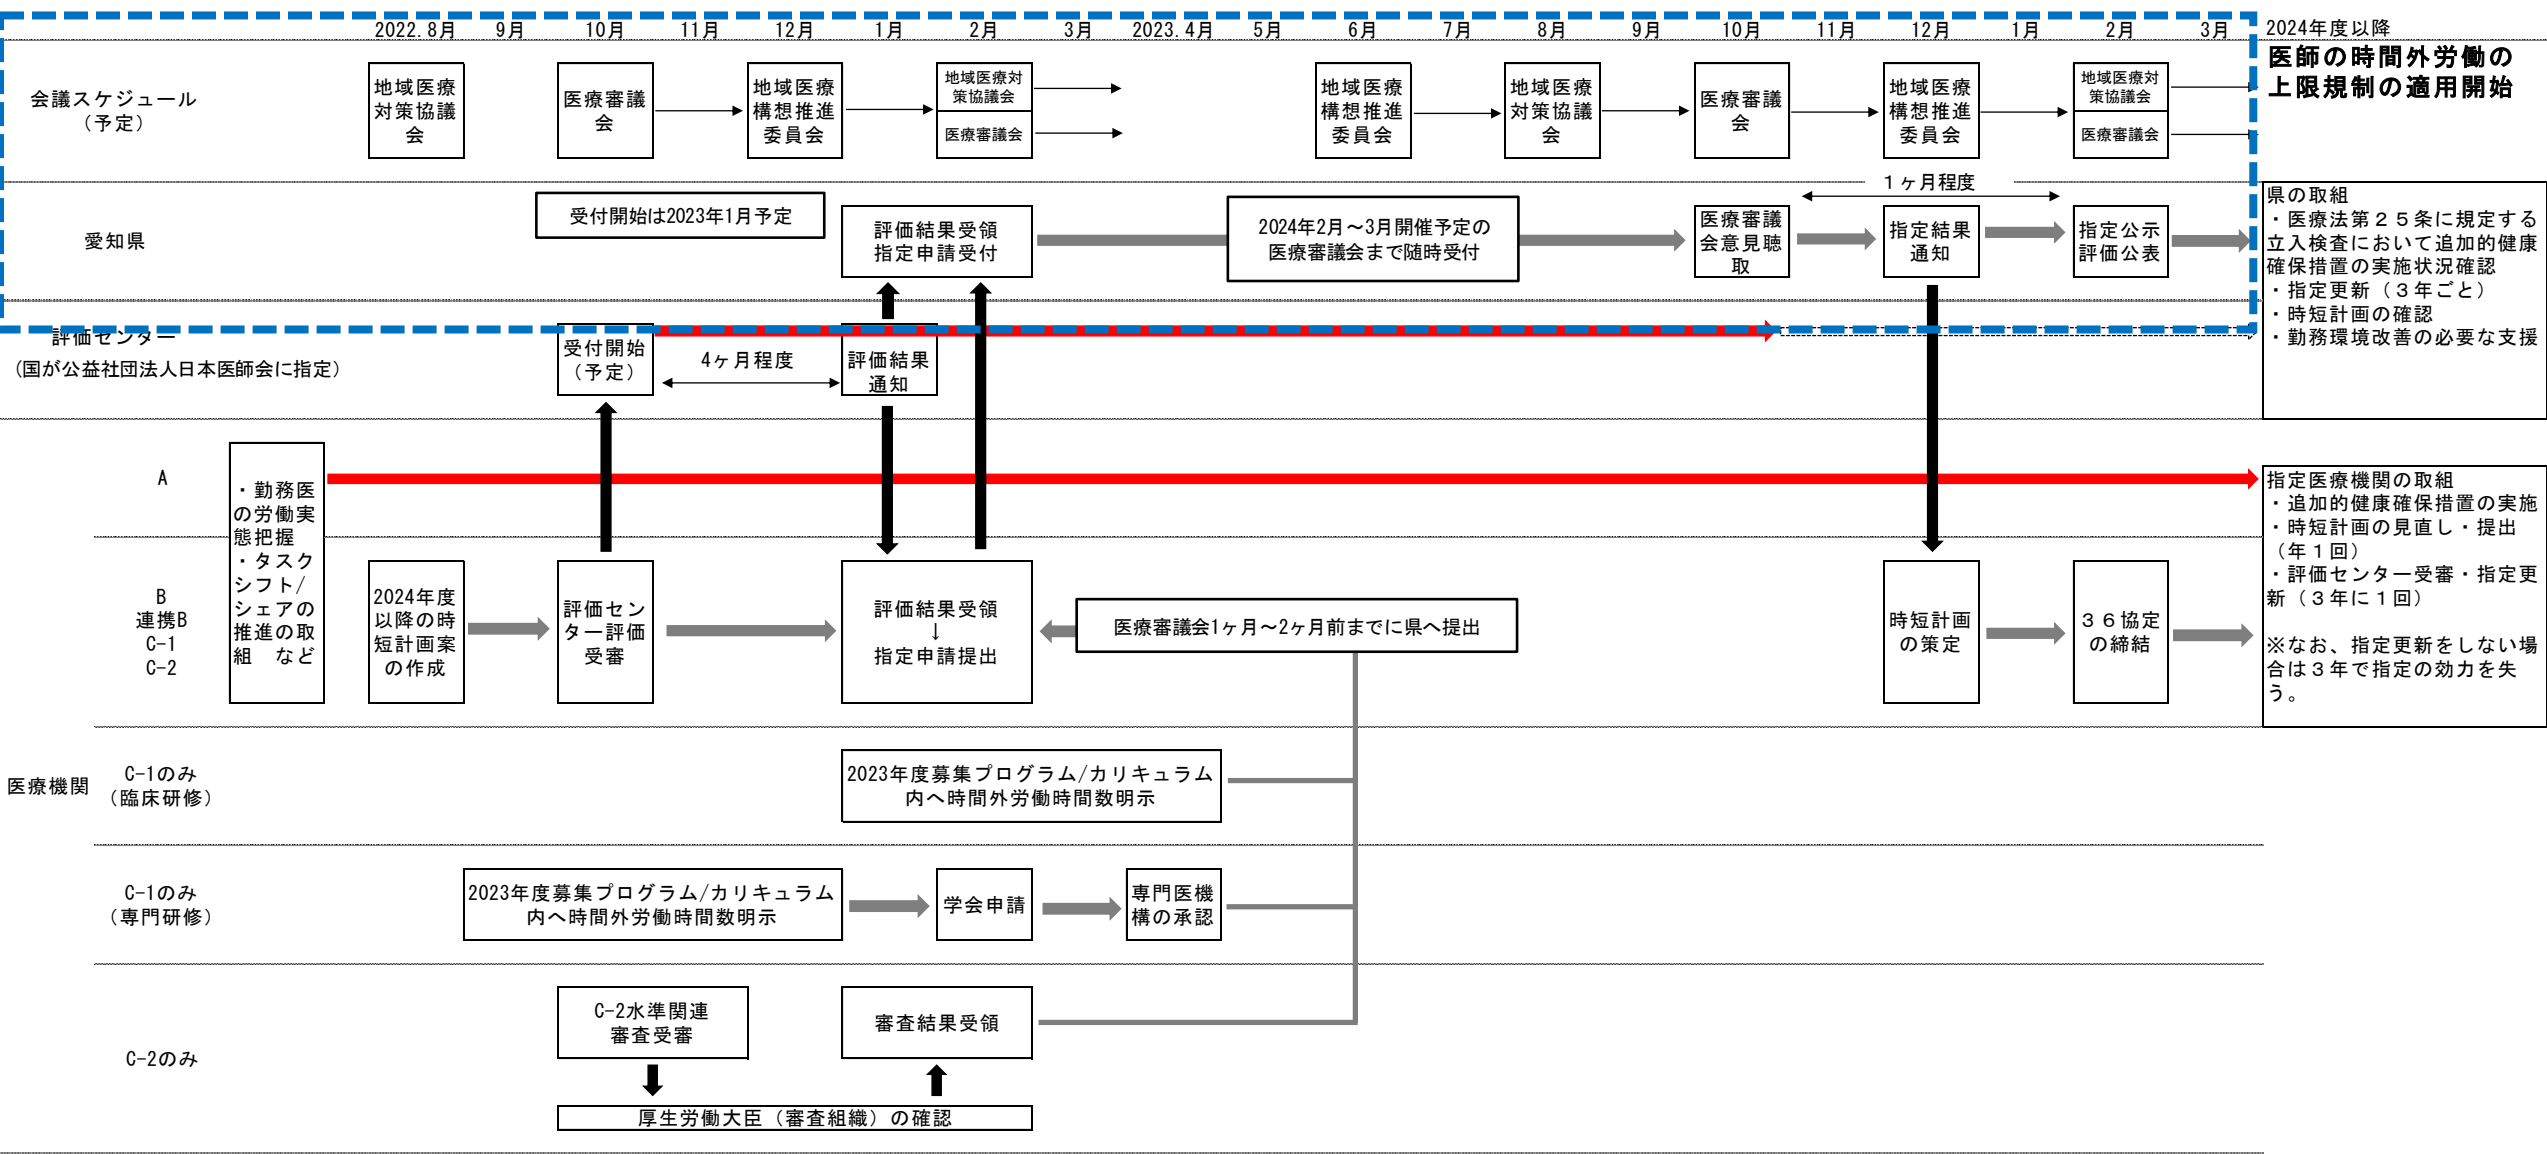 2022.8月 9月 10月 11月 12月 1月 2月 3月 2023.4月 5月 6月 7月 8月 9月 10月 11月 12月 1月 2月 3月 2024年度以降
医師の時間外労働の
上限規制の適用開始
会議スケジュール
（予定）
地域医療
対策協議
会
医療審議
会
地域医療
構想推進
委員会
地域医療対
策協議会
医療審議会
地域医療
構想推進
委員会
地域医療
対策協議
会
医療審議
会
地域医療
構想推進
委員会
地域医療対
策協議会
医療審議会
愛知県
受付開始は2023年1月予定
評価結果受領
指定申請受付
2024年2月～3月開催予定の
医療審議会まで随時受付
医療審議
会意見聴
取
１ヶ月程度
指定結果
通知
指定公示
評価公表
県の取組
・医療法第２５条に規定する
立入検査において追加的健康
確保措置の実施状況確認
・指定更新（３年ごと）
・時短計画の確認
・勤務環境改善の必要な支援
評価センター
（国が公益社団法人日本医師会に指定）
受付開始
（予定）
4ヶ月程度
評価結果
通知
医療機関
A
・勤務医
の労働実
態把握
・タスク
シフト/
シェアの
推進の取
組　など
B
連携B
C-1
C-2
2024年度
以降の時
短計画案
の作成
評価セン
ター評価
受審
評価結果受領
↓
指定申請提出
医療審議会1ヶ月～2ヶ月前までに県へ提出
時短計画
の策定
３６協定
の締結
指定医療機関の取組
・追加的健康確保措置の実施
・時短計画の見直し・提出
（年１回）
・評価センター受審・指定更
新（３年に１回）
※なお、指定更新をしない場
合は３年で指定の効力を失
う。
C-1のみ
（臨床研修）
2023年度募集プログラム/カリキュラム
内へ時間外労働時間数明示
C-1のみ
（専門研修）
2023年度募集プログラム/カリキュラム
内へ時間外労働時間数明示
学会申請
専門医機
構の承認
C-2のみ
C-2水準関連
審査受審
審査結果受領
厚生労働大臣（審査組織）の確認